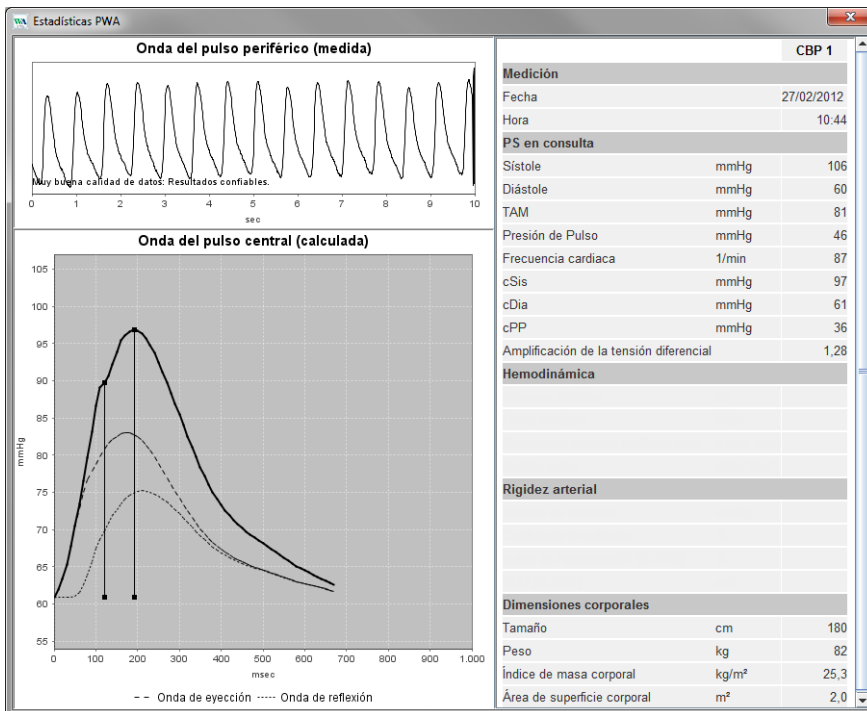 WA Estadísticas PWA
Onda del pulso periférico (medida)
Muy buena calidad de datos: Resultados confiables.
0 1 2 3 4 5 6 7 8 9 10
sec
Onda del pulso central (calculada)
105
100
95
90
85
80
75
70
65
60
55
mmHg
0 100 200 300 400 500 600 700 800 900 1.000
msec
Onda de eyección Onda de reflexión
CBP 1
Medición
Fecha 27/02/2012
Hora 10:44
PS en consulta
Sístole mmHg 106
Diástole mmHg 60
TAM mmHg 81
Presión de Pulso mmHg 46
Frecuencia cardiaca 1/min 87
cSis mmHg 97
cDia mmHg 61
cPP mmHg 36
Amplificación de la tensión diferencial 1,28
Hemodinámica
Rigidez arterial
Dimensiones corporales
Tamaño cm 180
Peso kg 82
Índice de masa corporal kg/m² 25,3
Área de superficie corporal m² 2,0